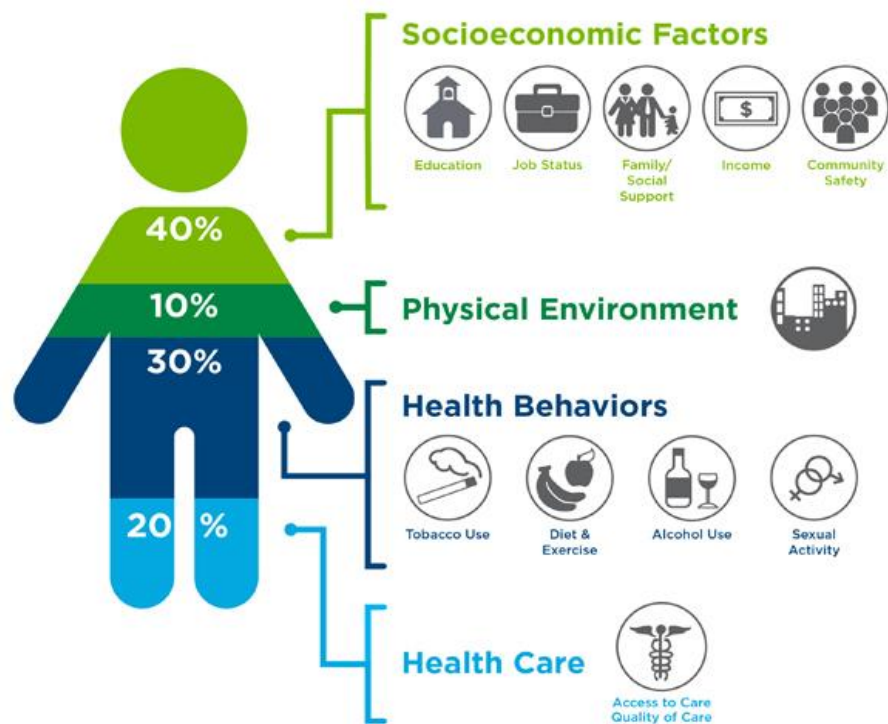 Socioeconomic Factors
$
Education
Job Status
Family/
Social
Support
Income
Community
Safety
40%
10%
Physical Environment
30%
Health Behaviors
Tobacco Use
Diet &
Exercise
Alcohol Use
Sexual
Activity
20 %
Health Care
Access to Care
Quality of Care